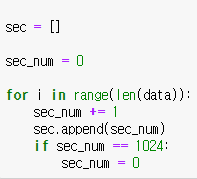 sec = []
sec_num = 0
for i in range(len(data)):
    sec_num += 1
    sec.append(sec_num)
    if sec_num == 1024:
        sec_num = 0